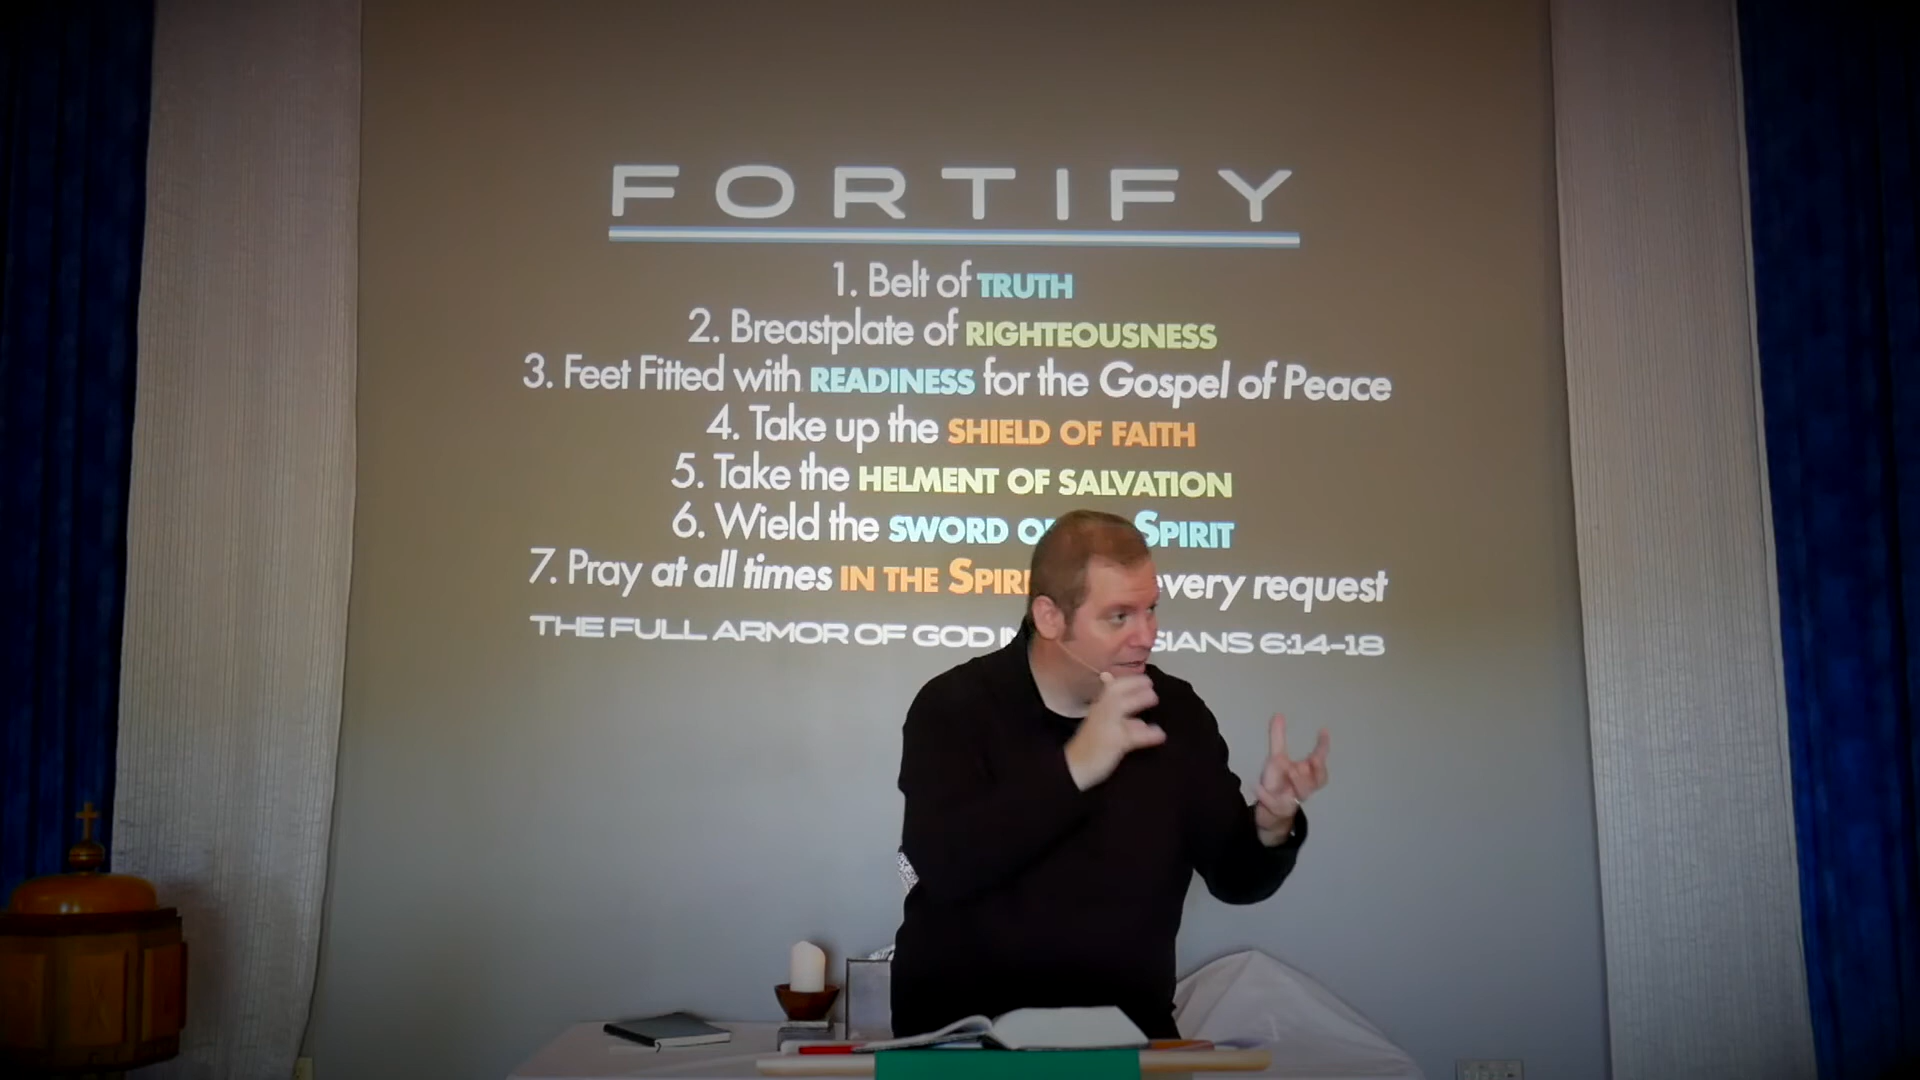 FORTIFY
1. Belt of TRUTH
2. Breastplate of RIGHTEOUSNESS
3. Feet Fitted with READINESS for the Gospel of Peace
4. Take up the SHIELD OF FAITH
5. Take the HELMENT OF SALVATION
6. Wield the SWORD SPIRIT
7. Pray at all times IN THE every request
THE FULL ARMOR OF GOD 6:14-18